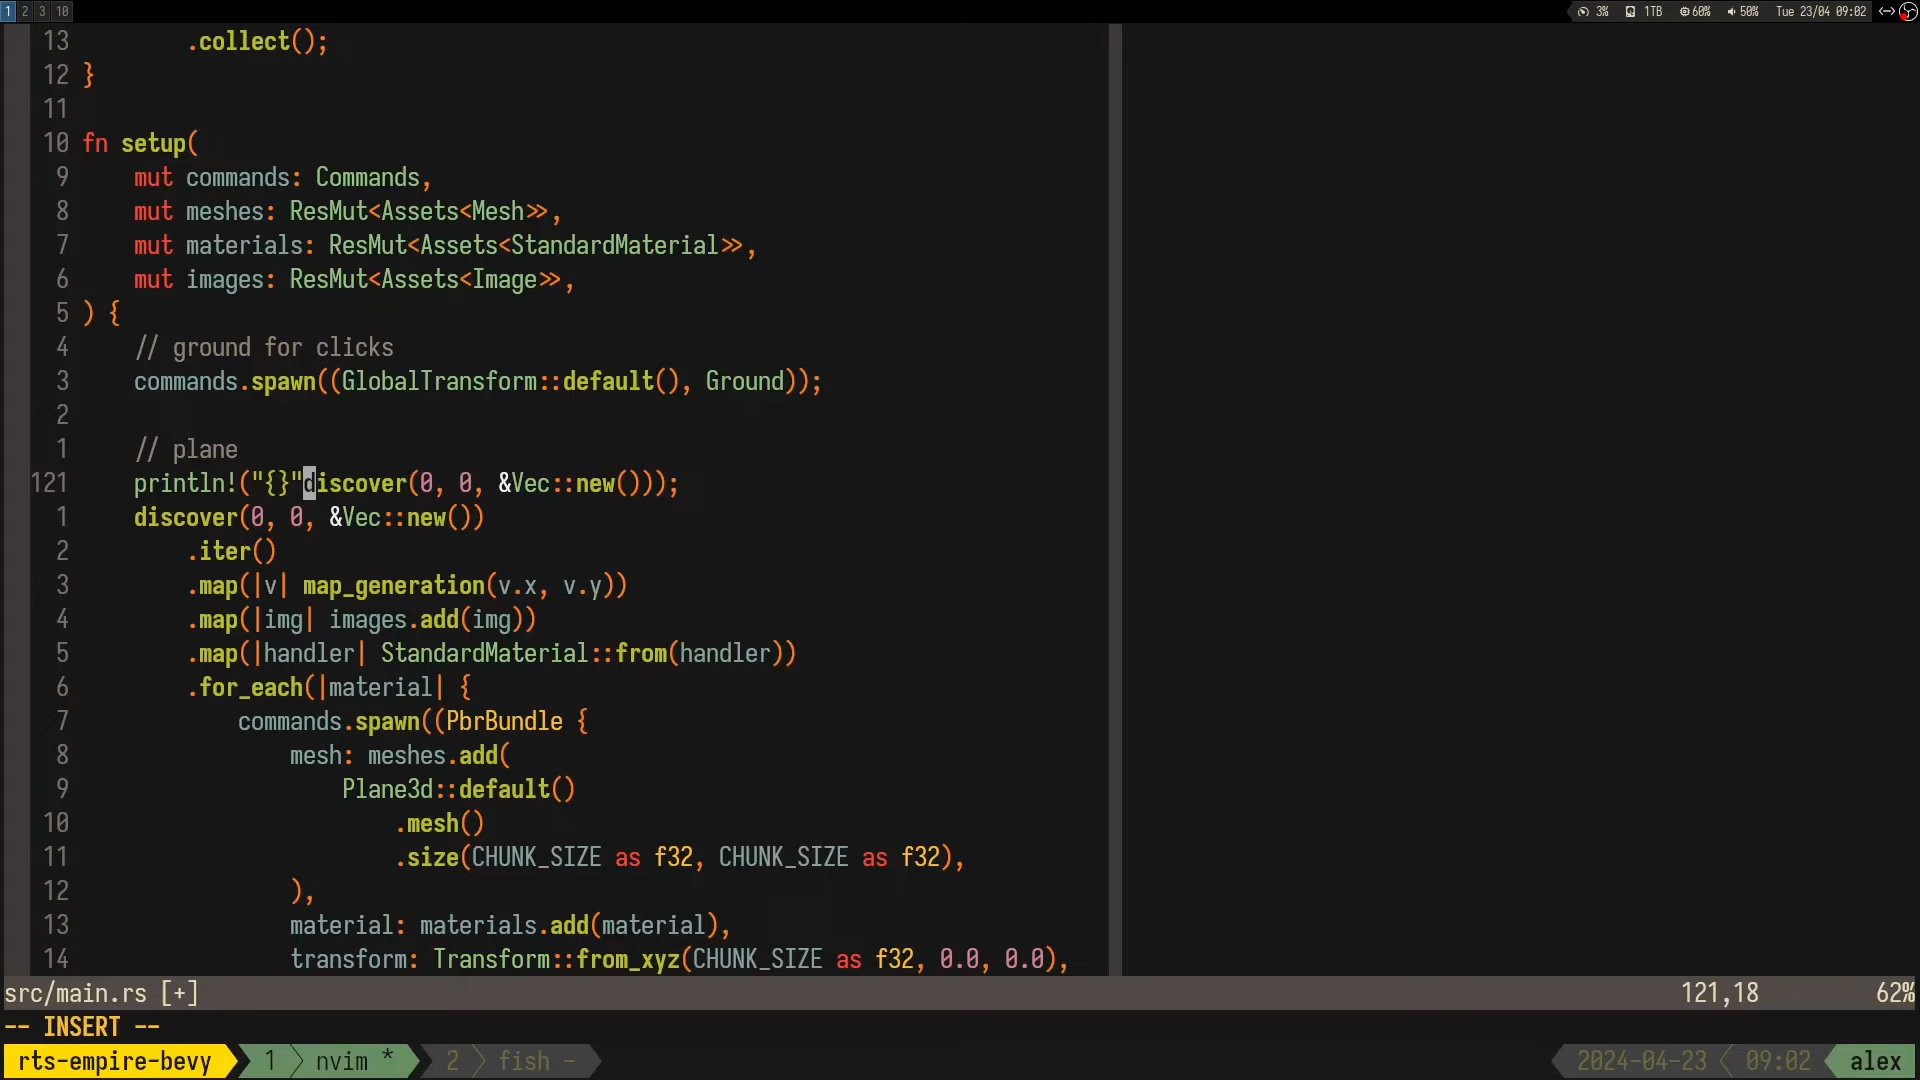 1 2 3 10 3% 1TB 60% 50% Tue 23/04 09:02
13 .collect();
12 }
11
10 fn setup(
9 mut commands: Commands,
8 mut meshes: ResMut<Assets<Mesh>>,
7 mut materials: ResMut<Assets<StandardMaterial>>,
6 mut images: ResMut<Assets<Image>>,
5 ) {
4 // ground for clicks
3 commands.spawn((GlobalTransform::default(), Ground));
2
1 // plane
121 println!("{}"discover(0, 0, &Vec::new()));
1 discover(0, 0, &Vec::new())
2 .iter()
3 .map(|v| map_generation(v.x, v.y))
4 .map(|img| images.add(img))
5 .map(|handler| StandardMaterial::from(handler))
6 .for_each(|material| {
7 commands.spawn((PbrBundle {
8 mesh: meshes.add(
9 Plane3d::default()
10 .mesh()
11 .size(CHUNK_SIZE as f32, CHUNK_SIZE as f32),
12 ),
13 material: materials.add(material),
14 transform: Transform::from_xyz(CHUNK_SIZE as f32, 0.0, 0.0),
src/main.rs [+] 121,18 62%
-- INSERT --
rts-empire-bevy 1 nvim * 2 fish - 2024-04-23 09:02 alex